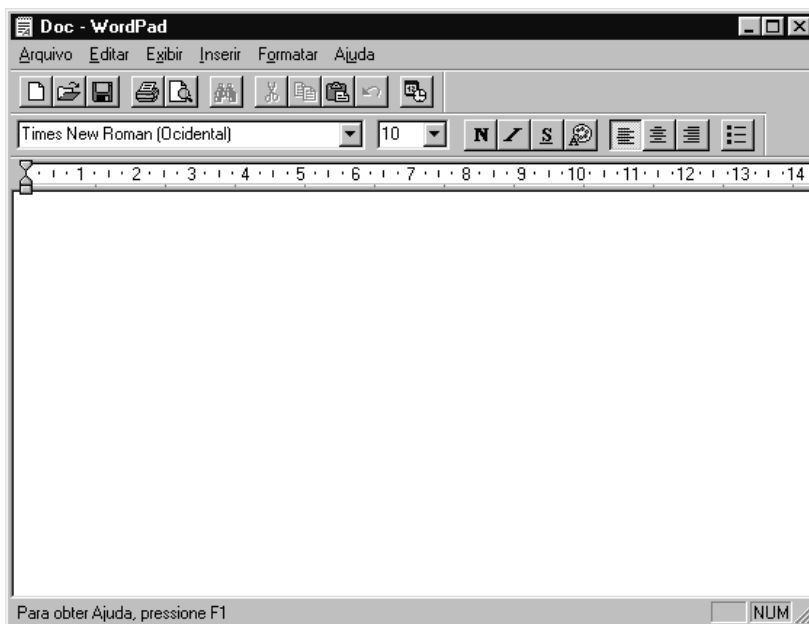 Doc - WordPad
Arquivo Editar Exibir Inserir Formatar Ajuda
Times New Roman (Ocidental) 10 N I S A
1 2 3 4 5 6 7 8 9 10 11 12 13 14
Para obter Ajuda, pressione F1 NUM